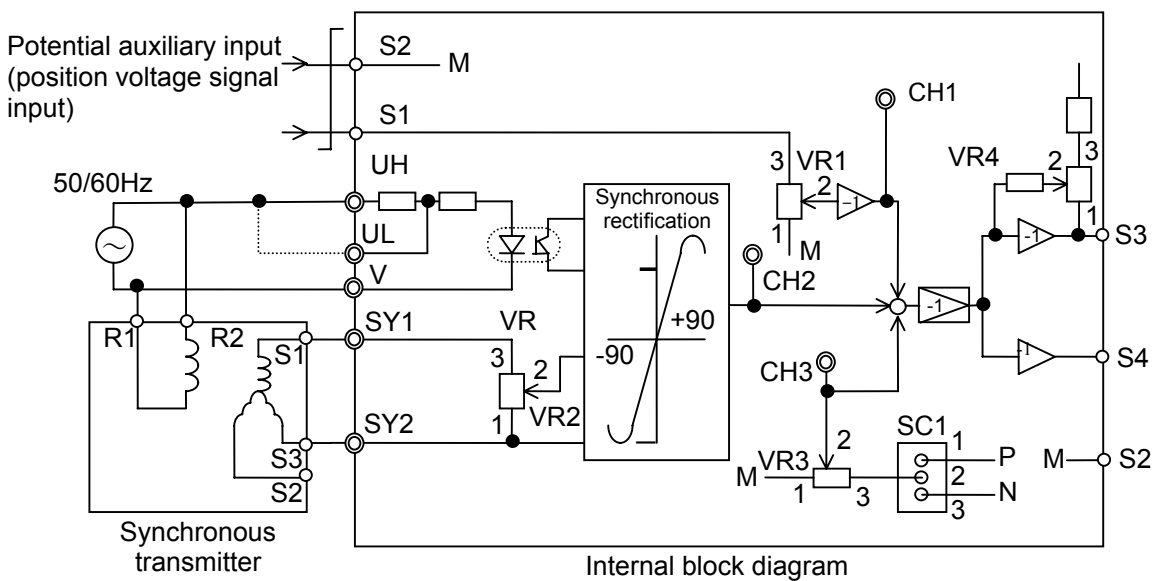 Potential auxiliary input
(position voltage signal
input)
S2
M
S1
UH
50/60Hz
UL
V
R1
R2
S1
SY1
SY2
S3
S2
Synchronous
transmitter
VR
3
2
1
VR2
Synchronous
rectification
+90
-90
3
VR1
2
1
M
-1
CH1
CH2
CH3
2
M
VR3
1
3
SC1
1
P
2
N
3
-1
VR4
2
3
1
-1
S3
-1
S4
M
S2
Internal block diagram